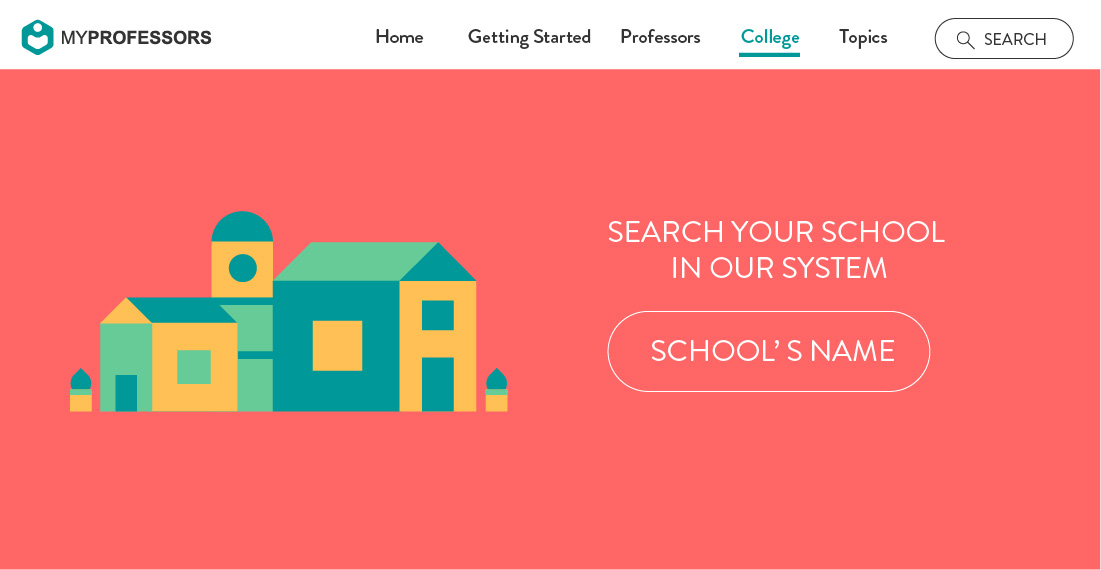 MYPROFESSORS
Home Getting Started Professors College Topics SEARCH
SEARCH YOUR SCHOOL
IN OUR SYSTEM
SCHOOL' S NAME